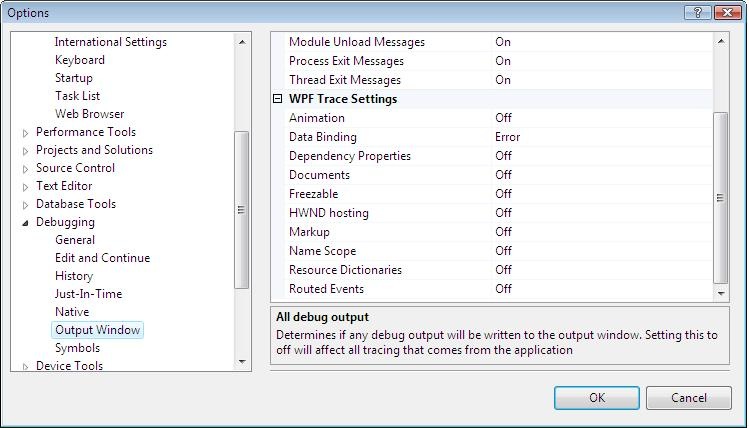 Options
International Settings
Keyboard
Startup
Task List
Web Browser
Performance Tools
Projects and Solutions
Source Control
Text Editor
Database Tools
Debugging
General
Edit and Continue
History
Just-In-Time
Native
Output Window
Symbols
Device Tools
Module Unload Messages On
Process Exit Messages On
Thread Exit Messages On
WPF Trace Settings
Animation Off
Data Binding Error
Dependency Properties Off
Documents Off
Freezable Off
HWND hosting Off
Markup Off
Name Scope Off
Resource Dictionaries Off
Routed Events Off
All debug output
Determines if any debug output will be written to the output window. Setting this to
off will affect all tracing that comes from the application
OK
Cancel